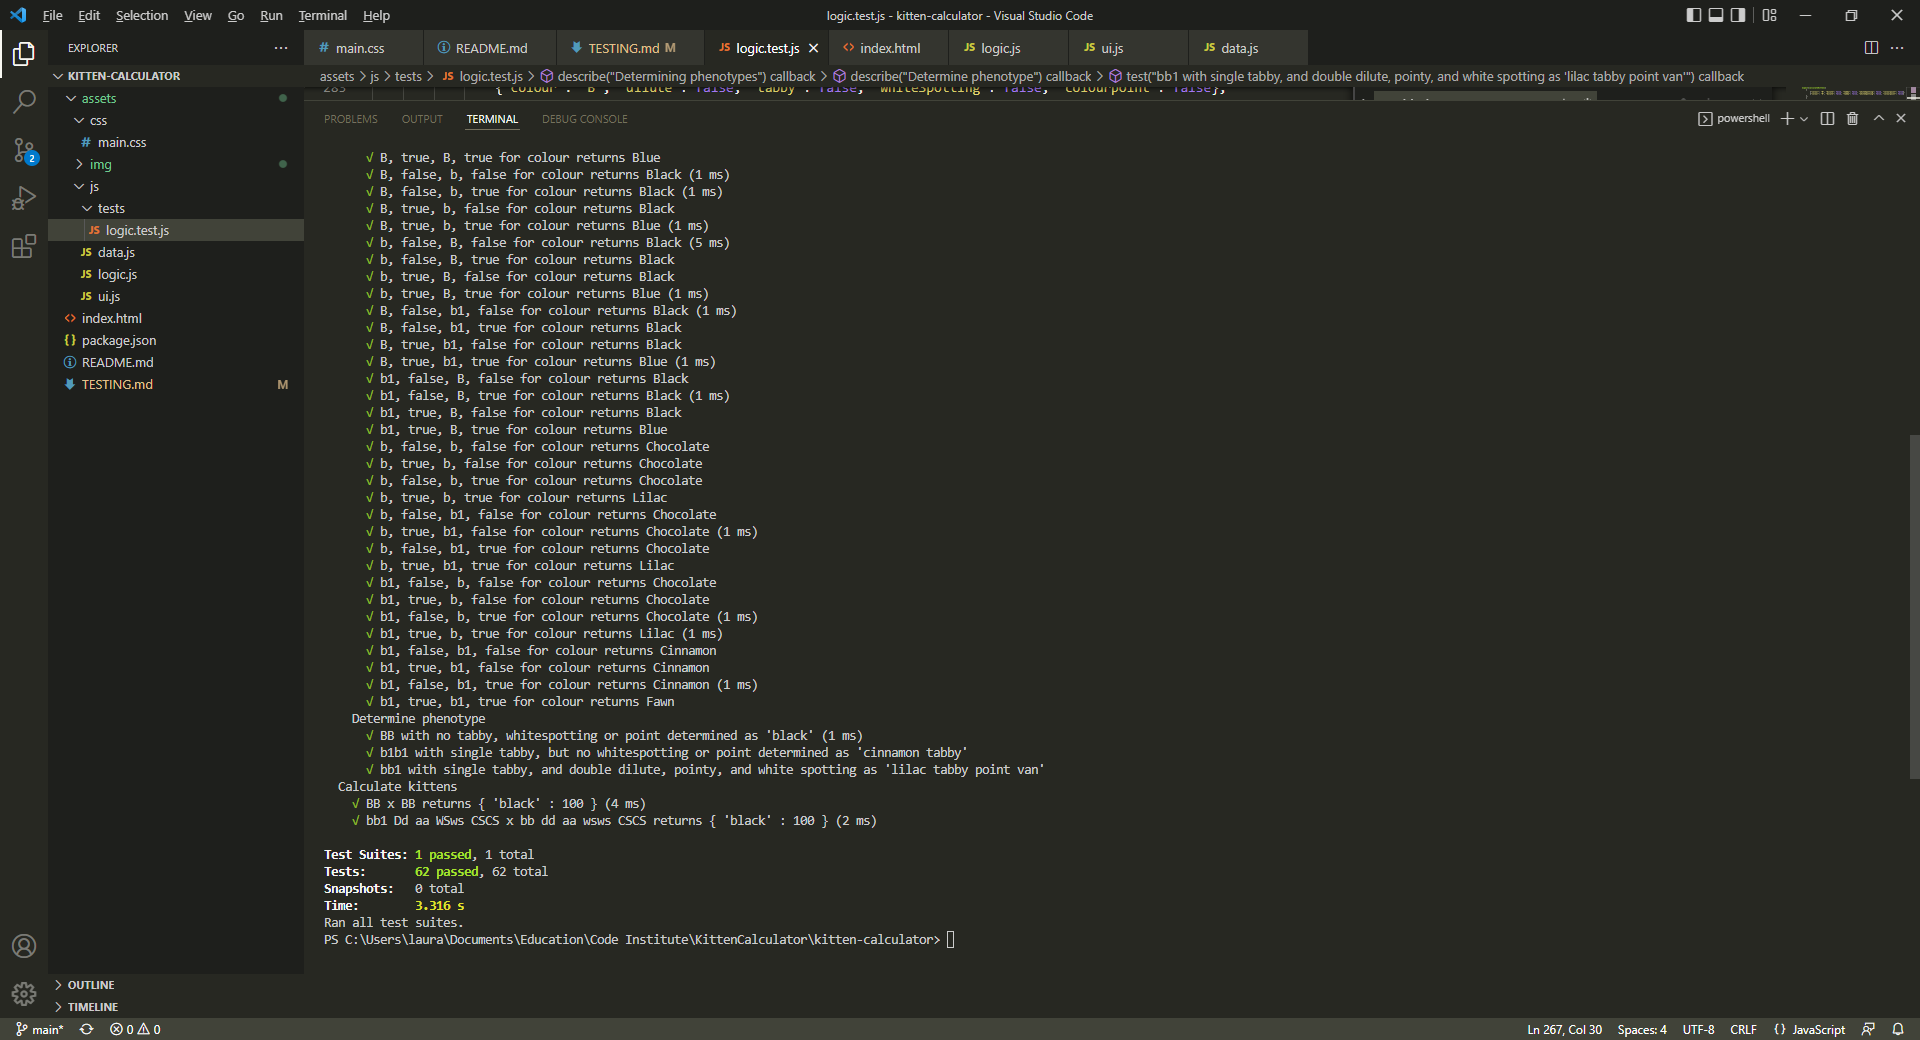 File Edit Selection View Go Run Terminal Help
logic.test.js - kitten-calculator - Visual Studio Code
EXPLORER
KITTEN-CALCULATOR
assets
css
# main.css
img
js
tests
JS logic.test.js
JS data.js
JS logic.js
JS ui.js
<> index.html
{} package.json
README.md
TESTING.md M
OUTLINE
TIMELINE
2
# main.css README.md TESTING.md M JS logic.test.js <> index.html JS logic.js JS ui.js JS data.js
assets > js > tests > JS logic.test.js > describe("Determining phenotypes") callback > describe("Determine phenotype") callback > test("bb1 with single tabby, and double dilute, pointy, and white spotting as 'lilac tabby point van'") callback
283 {'colour': 'B', 'dilute': false, 'tabby': false, 'whiteSpotting': false, 'colourpoint': false},
PROBLEMS OUTPUT TERMINAL DEBUG CONSOLE
powershell
√ B, true, B, true for colour returns Blue
√ B, false, b, false for colour returns Black (1 ms)
√ B, false, b, true for colour returns Black (1 ms)
√ B, true, b, false for colour returns Black
√ B, true, b, true for colour returns Blue (1 ms)
√ b, false, B, false for colour returns Black (5 ms)
√ b, false, B, true for colour returns Black
√ b, true, B, false for colour returns Black
√ b, true, B, true for colour returns Blue (1 ms)
√ B, false, b1, false for colour returns Black (1 ms)
√ B, false, b1, true for colour returns Black
√ B, true, b1, false for colour returns Black
√ B, true, b1, true for colour returns Blue (1 ms)
√ b1, false, B, false for colour returns Black
√ b1, false, B, true for colour returns Black (1 ms)
√ b1, true, B, false for colour returns Black
√ b1, true, B, true for colour returns Blue
√ b, false, b, false for colour returns Chocolate
√ b, true, b, false for colour returns Chocolate
√ b, false, b, true for colour returns Chocolate
√ b, true, b, true for colour returns Lilac
√ b, false, b1, false for colour returns Chocolate
√ b, true, b1, false for colour returns Chocolate (1 ms)
√ b, false, b1, true for colour returns Chocolate
√ b, true, b1, true for colour returns Lilac
√ b1, false, b, false for colour returns Chocolate
√ b1, true, b, false for colour returns Chocolate
√ b1, false, b, true for colour returns Chocolate (1 ms)
√ b1, true, b, true for colour returns Lilac (1 ms)
√ b1, false, b1, false for colour returns Cinnamon
√ b1, true, b1, false for colour returns Cinnamon
√ b1, false, b1, true for colour returns Cinnamon (1 ms)
√ b1, true, b1, true for colour returns Fawn
Determine phenotype
√ BB with no tabby, whitespotting or point determined as 'black' (1 ms)
√ b1b1 with single tabby, but no whitespotting or point determined as 'cinnamon tabby'
√ bb1 with single tabby, and double dilute, pointy, and white spotting as 'lilac tabby point van'
Calculate kittens
√ BB x BB returns { 'black' : 100 } (4 ms)
√ bb1 Dd aa WSws CSCS x bb dd aa wsws CSCS returns { 'black' : 100 } (2 ms)
Test Suites: 1 passed, 1 total
Tests: 62 passed, 62 total
Snapshots: 0 total
Time: 3.316 s
Ran all test suites.
PS C:\Users\laura\Documents\Education\Code Institute\KittenCalculator\kitten-calculator>
main* 0 0
Ln 267, Col 30 Spaces: 4 UTF-8 CRLF {} JavaScript